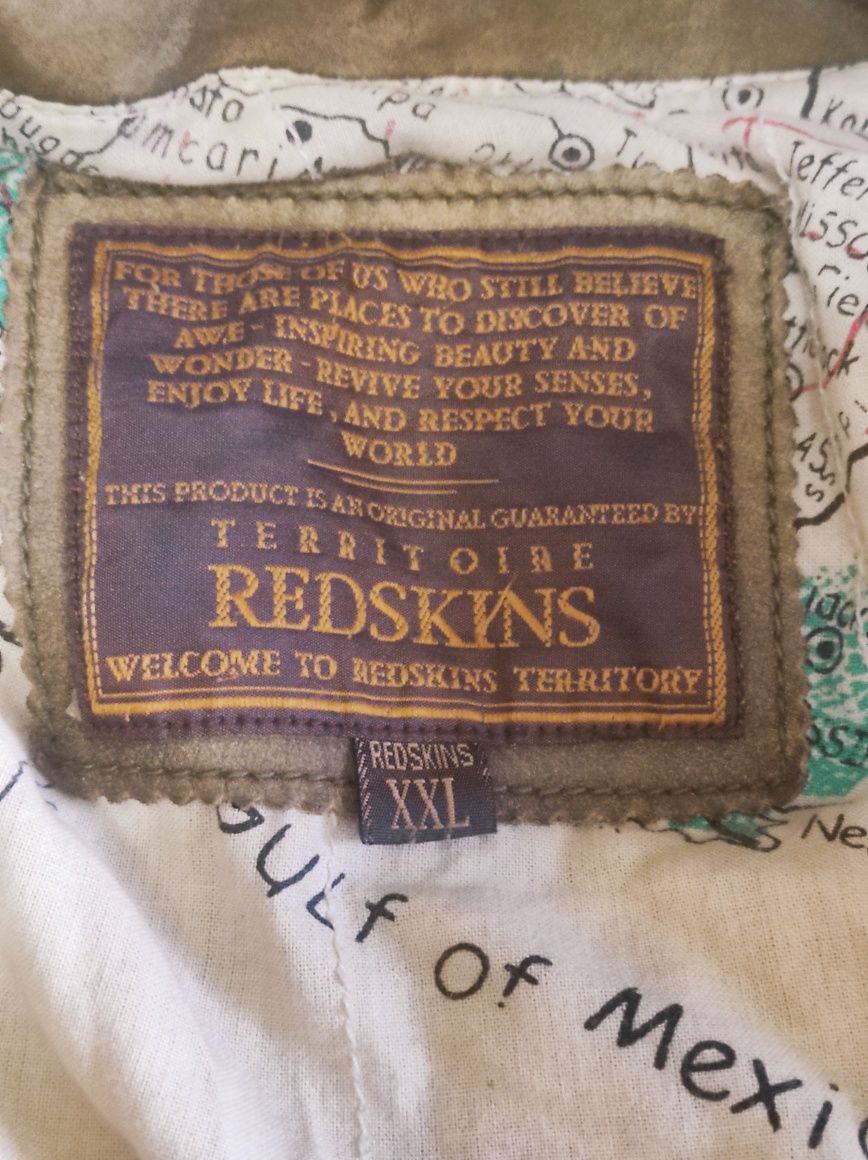 Jeffer
FOR THOSE OF US WHO STILL BELIEVE
THERE ARE PLACES TO DISCOVER OF
AWE - INSPIRING BEAUTY AND
WONDER - REVIVE YOUR SENSES,
ENJOY LIFE, AND RESPECT YOUR
WORLD
THIS PRODUCT IS AN ORIGINAL GUARANTEED BY
TERRITOIRE
REDSKINS
WELCOME TO REDSKINS TERRITORY
REDSKINS
XXL
Gulf of Mexic